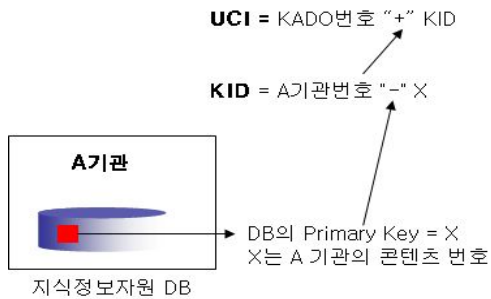 UCI = KADO번호 "+" KID
KID = A기관번호 "-" X
A기관
DB의 Primary Key = X
X는 A 기관의 콘텐츠 번호
지식정보자원 DB